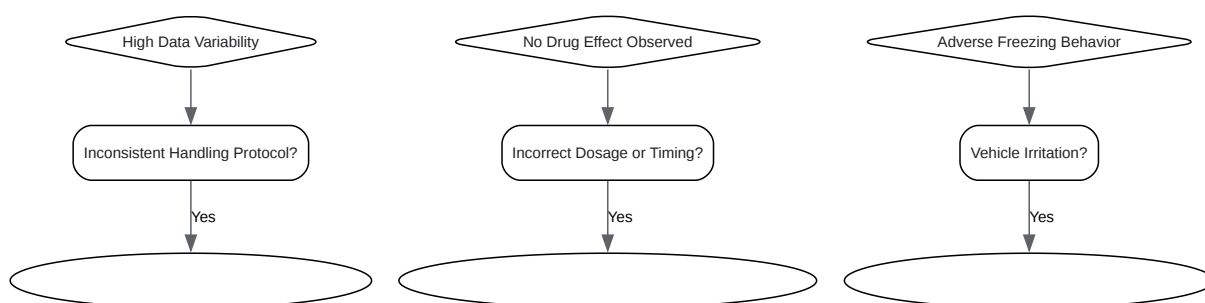 High Data Variability
No Drug Effect Observed
Adverse Freezing Behavior
Inconsistent Handling Protocol?
Incorrect Dosage or Timing?
Vehicle Irritation?
Yes
Yes
Yes